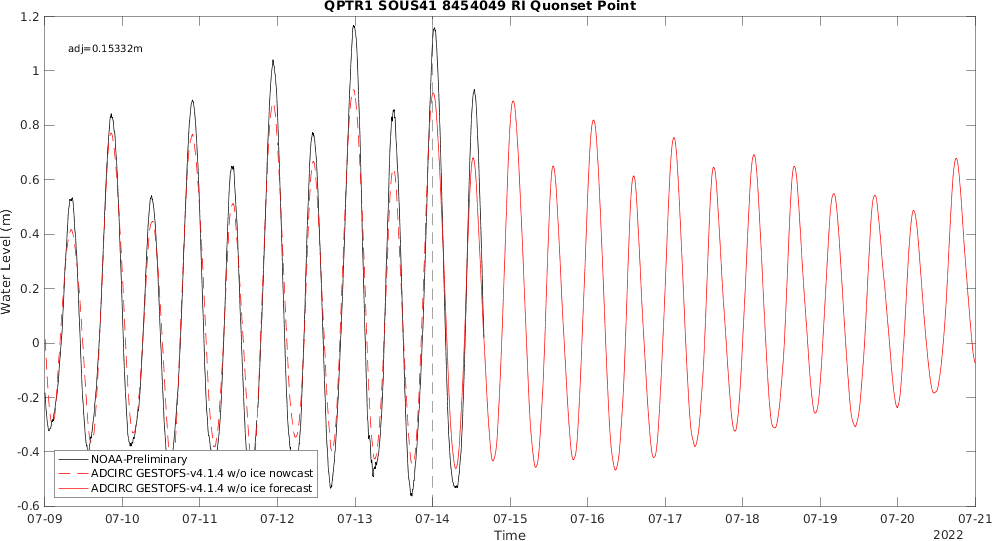 QPTR1 SOUS41 8454049 RI Quonset Point
adj=0.15332m
1.2
1
0.8
0.6
0.4
0.2
0
-0.2
-0.4
-0.6
Water Level (m)
NOAA-Preliminary
ADCIRC GESTOFS-v4.1.4 w/o ice nowcast
ADCIRC GESTOFS-v4.1.4 w/o ice forecast
07-09 07-10 07-11 07-12 07-13 07-14 07-15 07-16 07-17 07-18 07-19 07-20 07-21
Time
2022